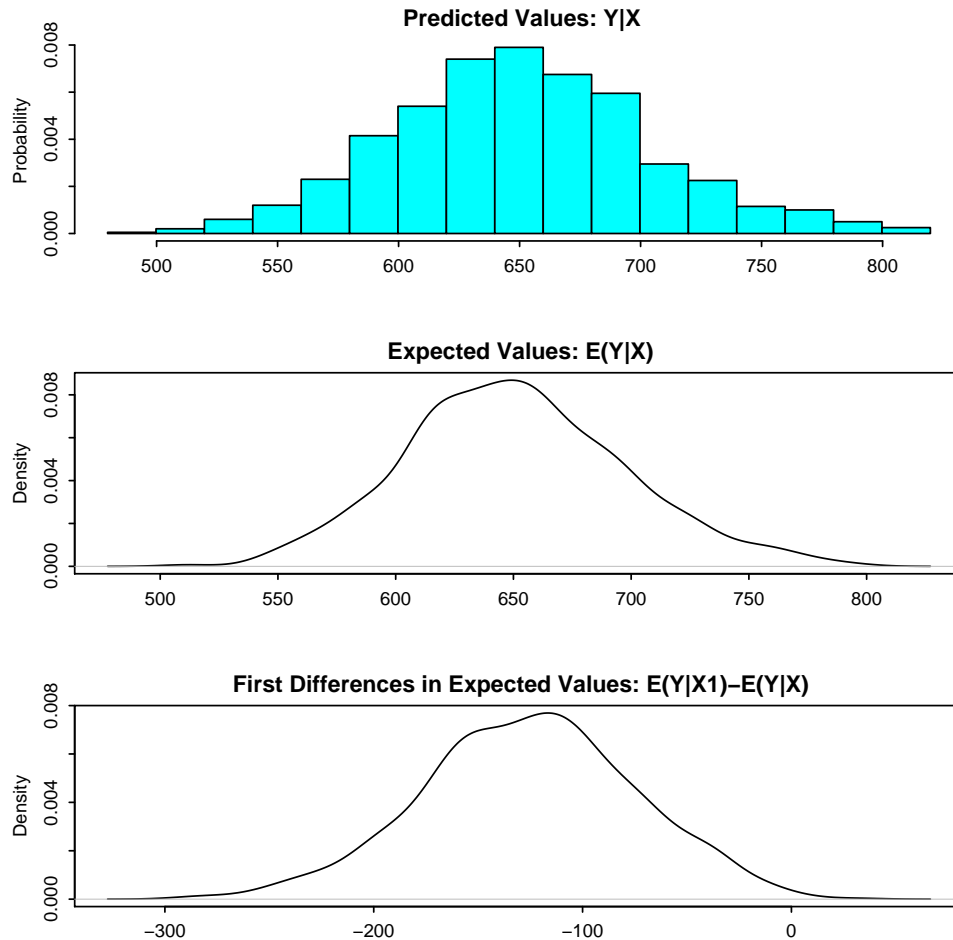 Predicted Values: Y|X
Probability
0.000
0.004
0.008
500 550 600 650 700 750 800
Expected Values: E(Y|X)
Density
0.000
0.004
0.008
500 550 600 650 700 750 800
First Differences in Expected Values: E(Y|X1)−E(Y|X)
Density
0.000
0.004
0.008
−300 −200 −100 0